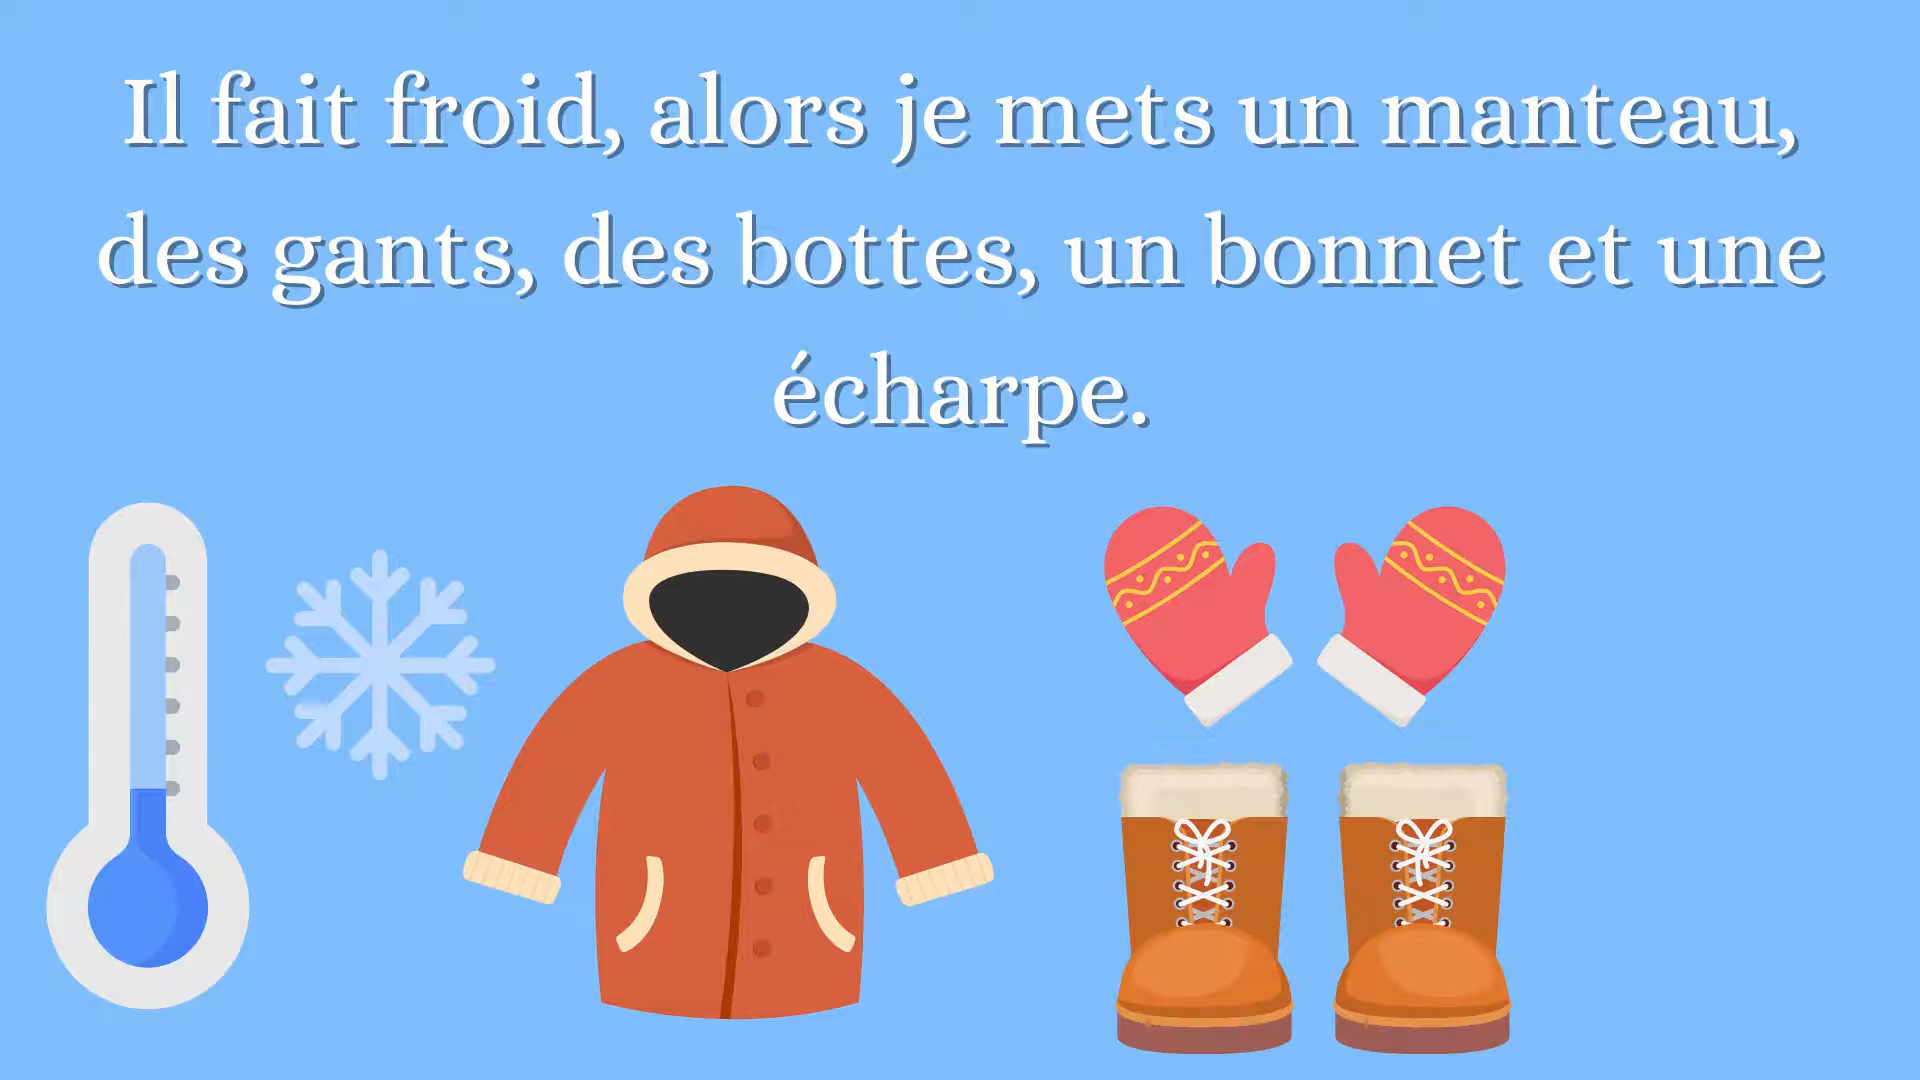 Il fait froid, alors je mets un manteau,
des gants, des bottes, un bonnet et une
écharpe.